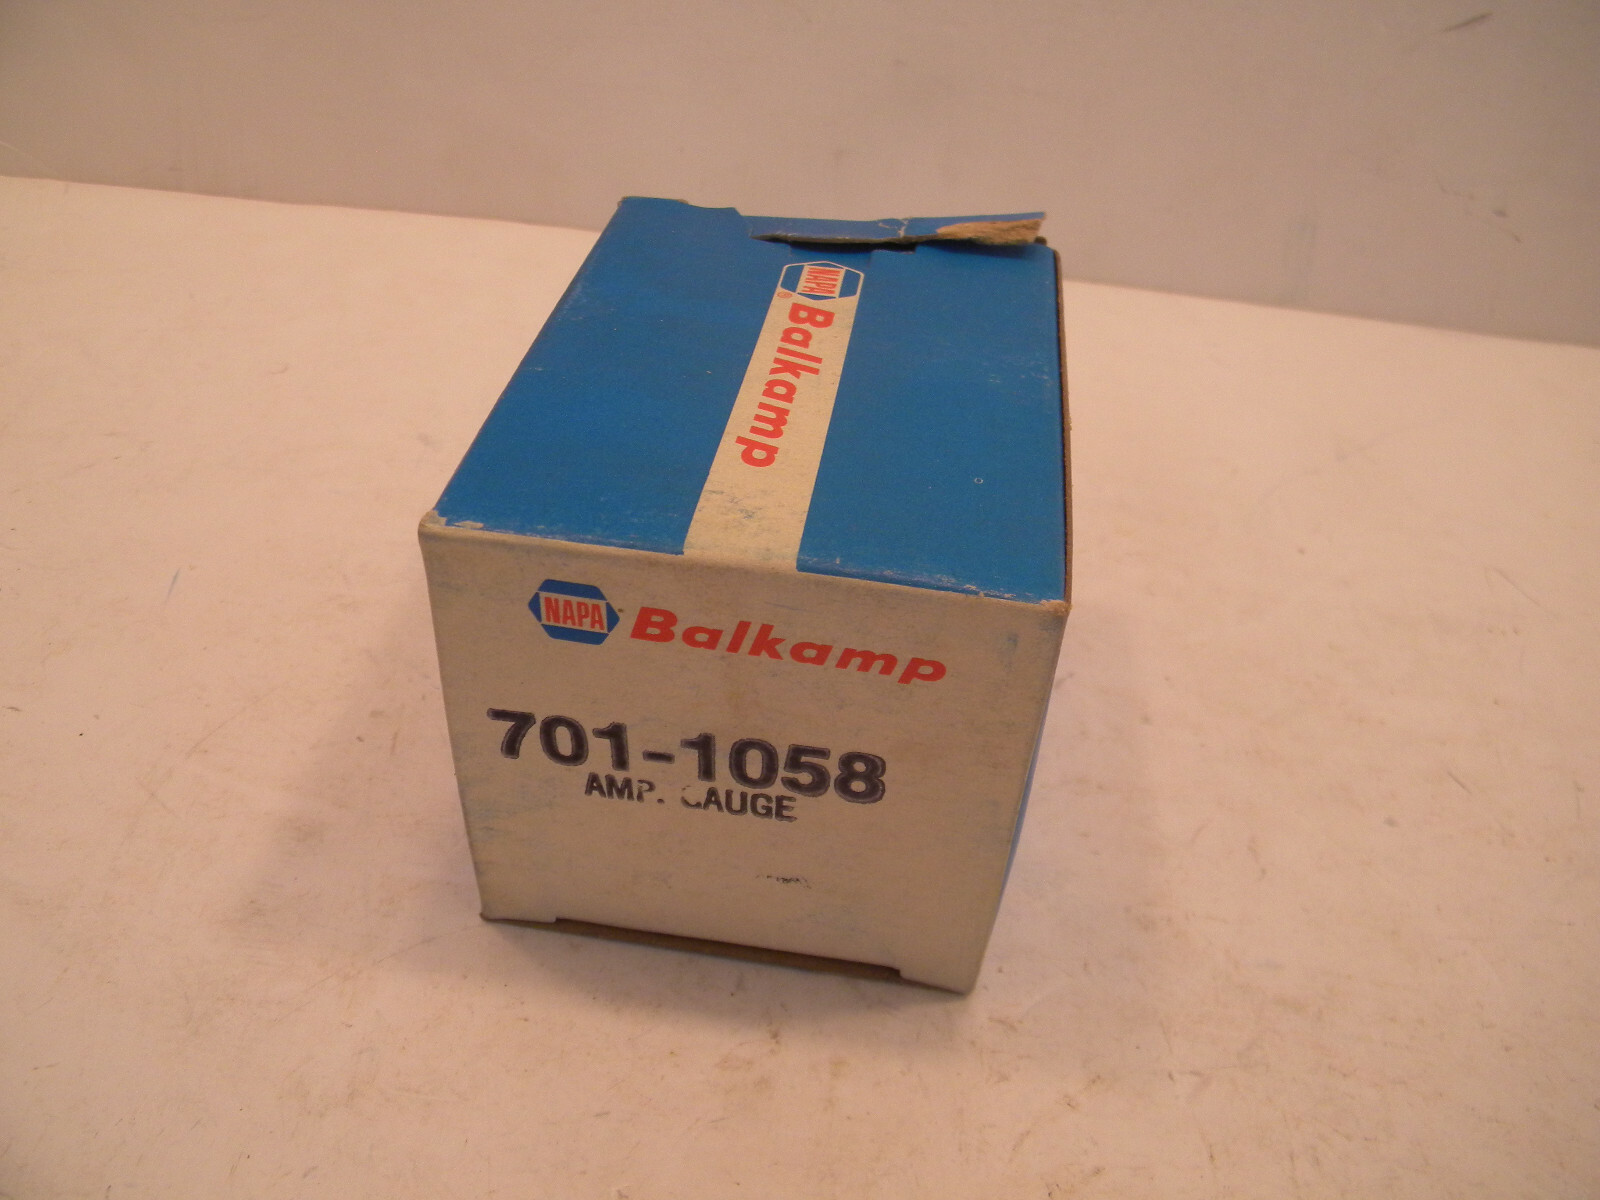 NAPA ® Balkamp
NAPA Balkamp
701-1058
AMP. GAUGE